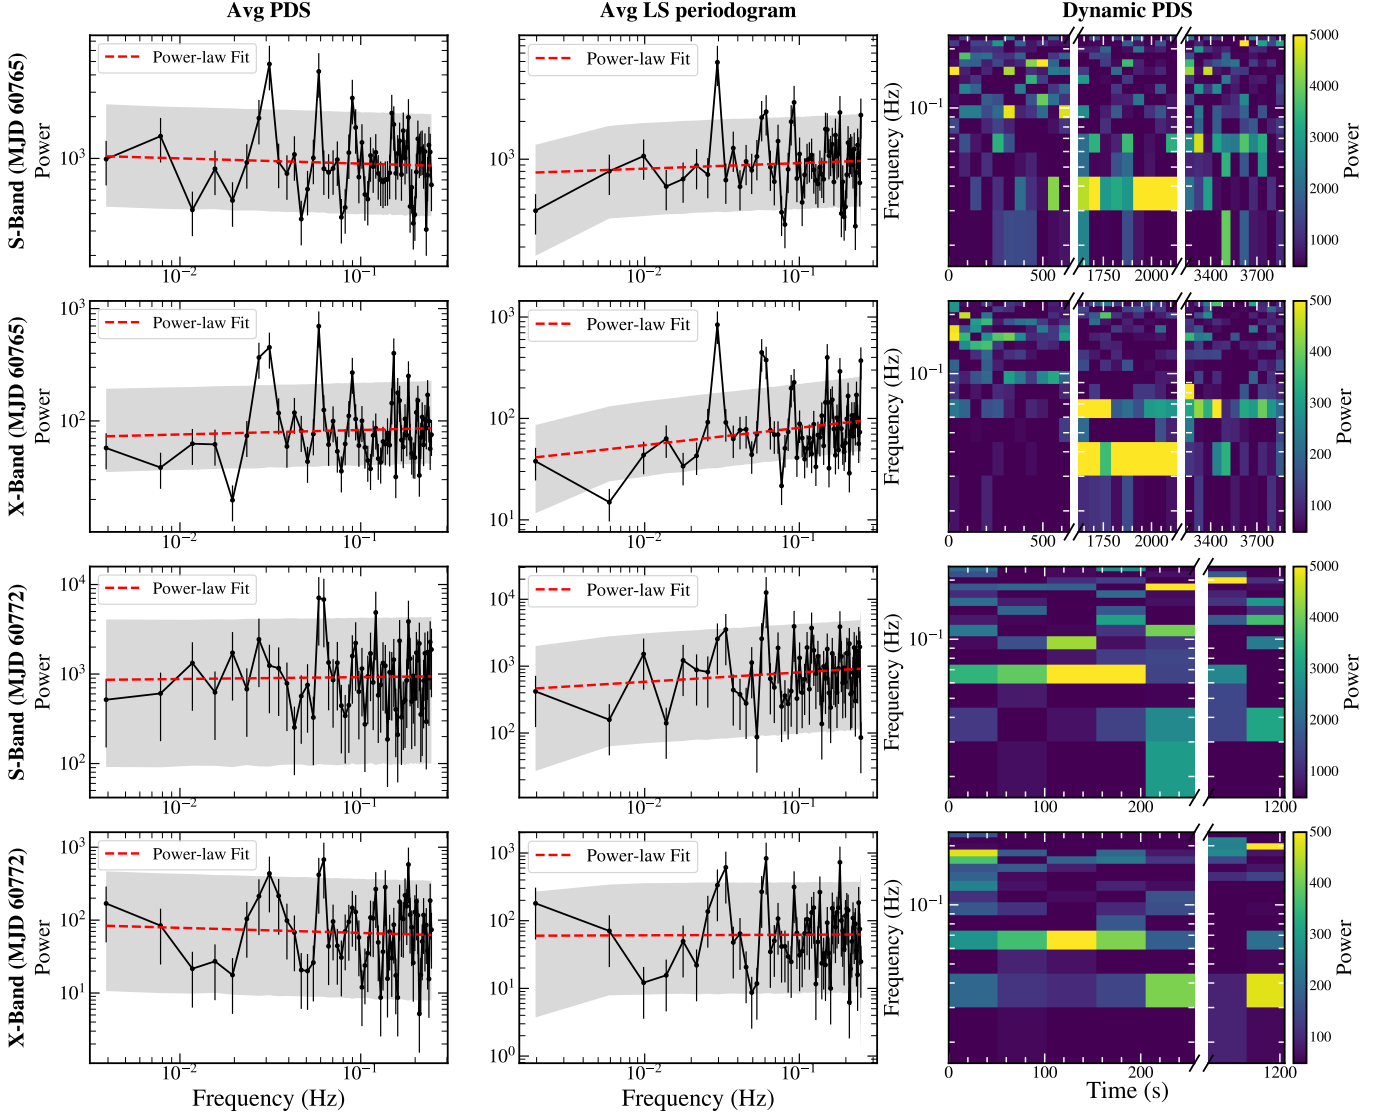 Avg PDS
Avg LS periodogram
Dynamic PDS
S-Band (MJD 60765)
Power
10³
Power-law Fit
10⁻² 10⁻¹
10³
Power-law Fit
10⁻² 10⁻¹
Frequency (Hz)
10⁻¹
0 500 1750 2000 3400 3700
5000
4000
3000
2000
1000
Power
X-Band (MJD 60765)
Power
10³
10²
Power-law Fit
10⁻² 10⁻¹
10³
10²
10¹
Power-law Fit
10⁻² 10⁻¹
Frequency (Hz)
10⁻¹
0 500 1750 2000 3400 3700
500
400
300
200
100
Power
S-Band (MJD 60772)
Power
10⁴
10³
10²
Power-law Fit
10⁻² 10⁻¹
10⁴
10³
10²
Power-law Fit
10⁻² 10⁻¹
Frequency (Hz)
10⁻¹
0 100 200 1200
5000
4000
3000
2000
1000
Power
X-Band (MJD 60772)
Power
10³
10²
10¹
Power-law Fit
10⁻² 10⁻¹
Frequency (Hz)
10³
10²
10¹
10⁰
Power-law Fit
10⁻² 10⁻¹
Frequency (Hz)
Frequency (Hz)
10⁻¹
0 100 200 1200
Time (s)
500
400
300
200
100
Power